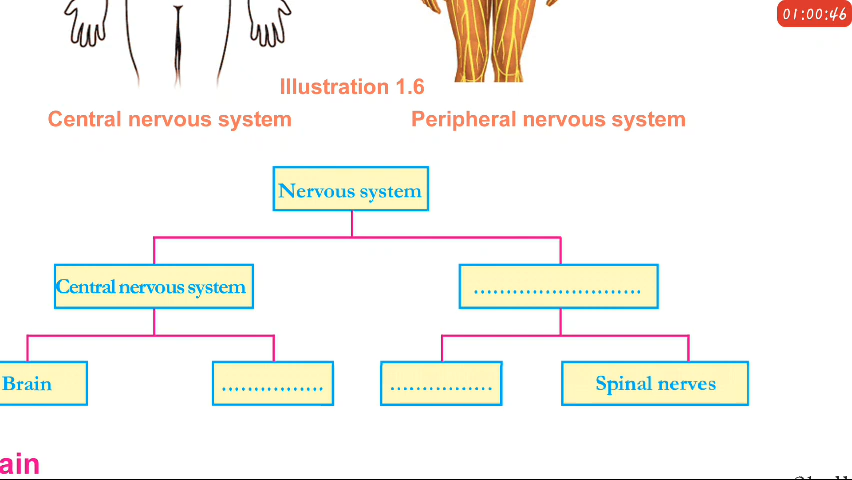 01:00:46
Illustration 1.6
Central nervous system Peripheral nervous system
Nervous system
Central nervous system ..........................
Brain ................ ................ Spinal nerves
ain